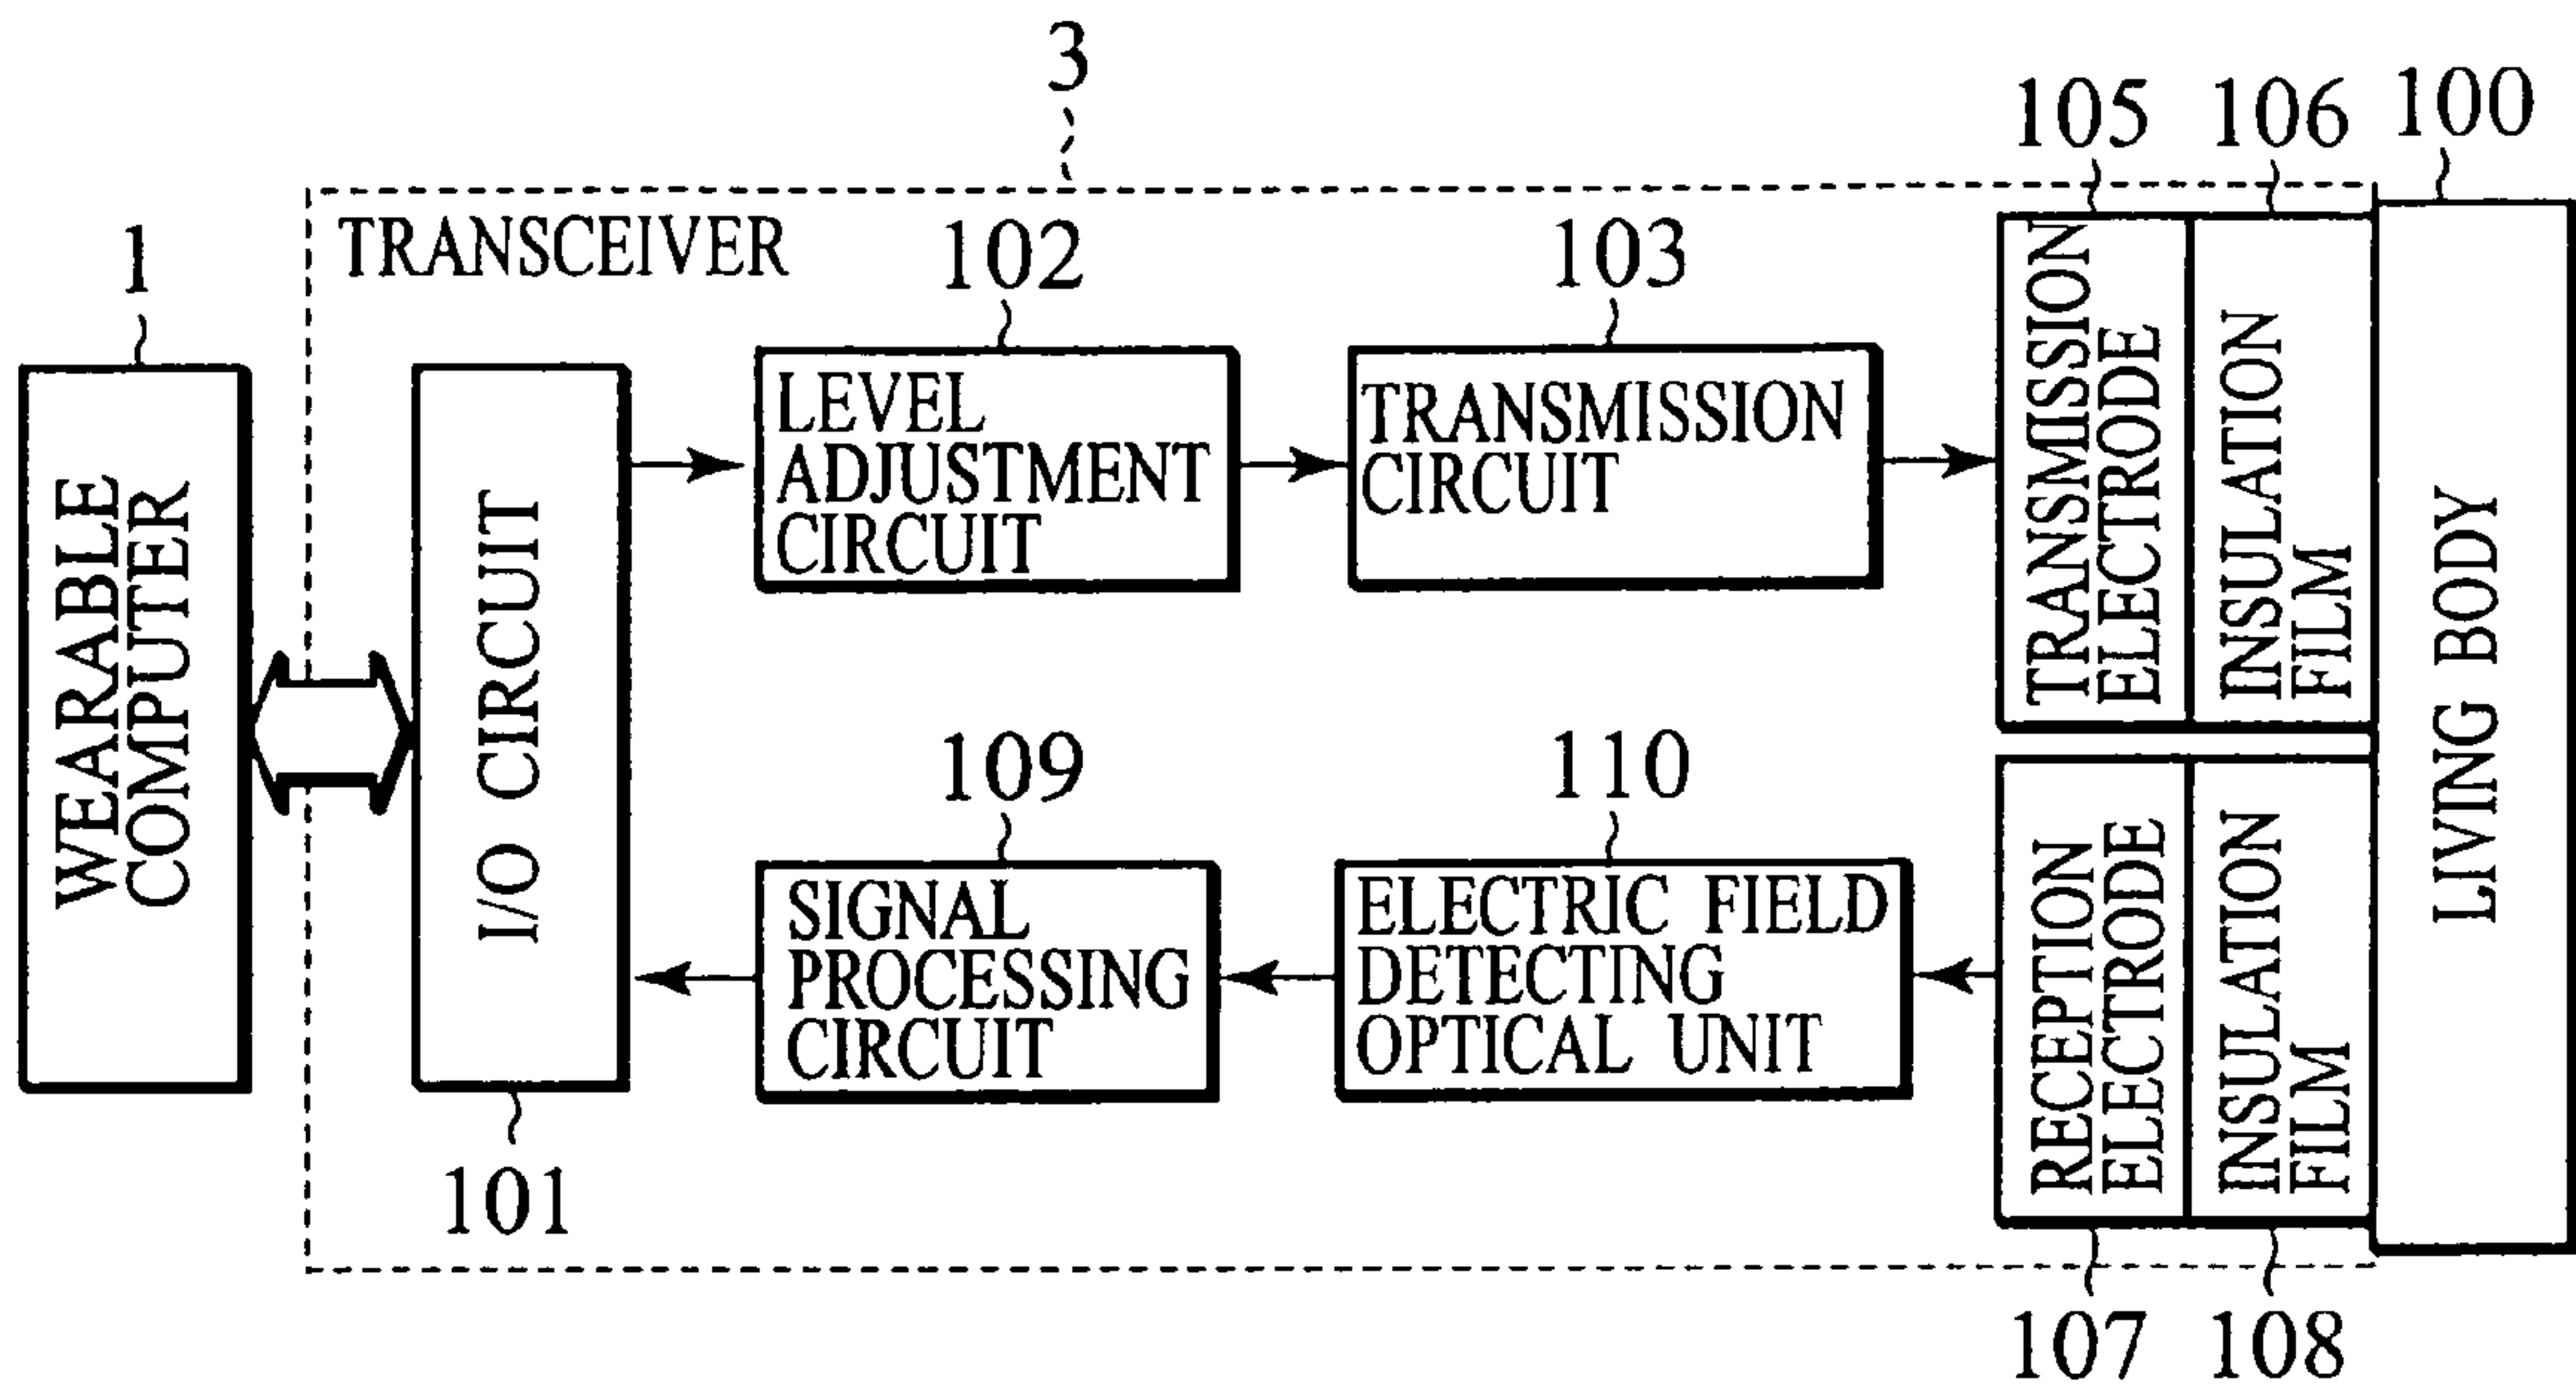 3
105
106
100
1
TRANSCEIVER
102
103
WEARABLE
COMPUTER
I/O CIRCUIT
LEVEL
ADJUSTMENT
CIRCUIT
TRANSMISSION
CIRCUIT
TRANSMISSION
ELECTRODE
INSULATION
FILM
LIVING BODY
109
110
SIGNAL
PROCESSING
CIRCUIT
ELECTRIC FIELD
DETECTING
OPTICAL UNIT
RECEPTION
ELECTRODE
INSULATION
FILM
101
107
108